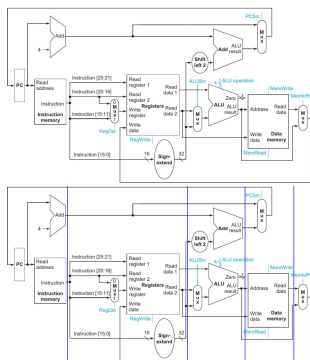 PCSrc
Add
4
Add ALU result
M u x
Shift left 2
PC
Read address
Instruction
Instruction memory
Instruction [25:21]
Instruction [20:16]
Instruction [15:11]
M u x
RegDst
Read register 1
Read register 2
Write register
Write data
Registers
Read data 1
Read data 2
RegWrite
ALUSrc
M u x
4 ALU operation
Zero
ALU
ALU result
MemWrite
Address
Read data
Write data
Data memory
MemRead
MemtoR
M u x
Instruction [15:0]
16
Sign-extend
32
PCSrc
Add
4
Add ALU result
M u x
Shift left 2
PC
Read address
Instruction
Instruction memory
Instruction [25:21]
Instruction [20:16]
Instruction [15:11]
M u x
RegDst
Read register 1
Read register 2
Write register
Write data
Registers
Read data 1
Read data 2
RegWrite
ALUSrc
M u x
4 ALU operation
Zero
ALU
ALU result
MemWrite
Address
Read data
Write data
Data memory
MemRead
MemtoR
M u x
Instruction [15:0]
16
Sign-extend
32